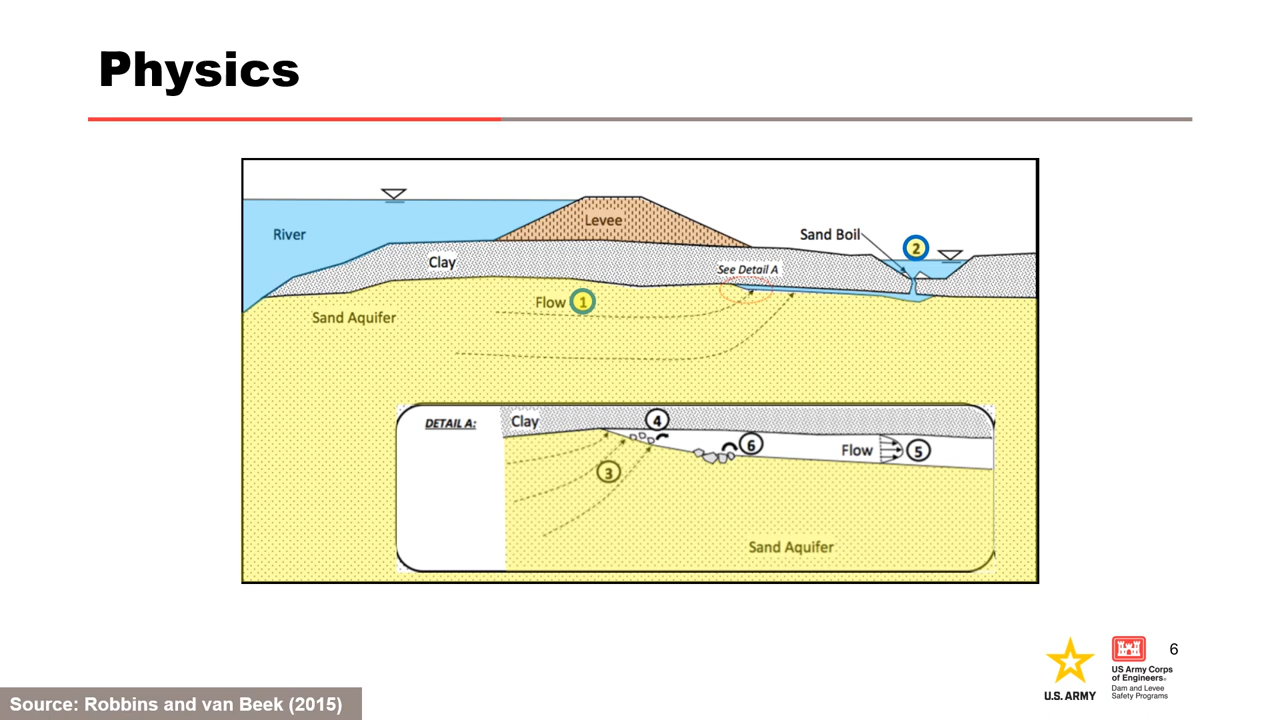 Physics
River
Levee
Sand Boil
2
Clay
See Detail A
Flow 1
Sand Aquifer
DETAIL A:
Clay
4
6
Flow
5
3
Sand Aquifer
6
U.S. ARMY
US Army Corps
of Engineers®
Dam and Levee
Safety Programs
Source: Robbins and van Beek (2015)